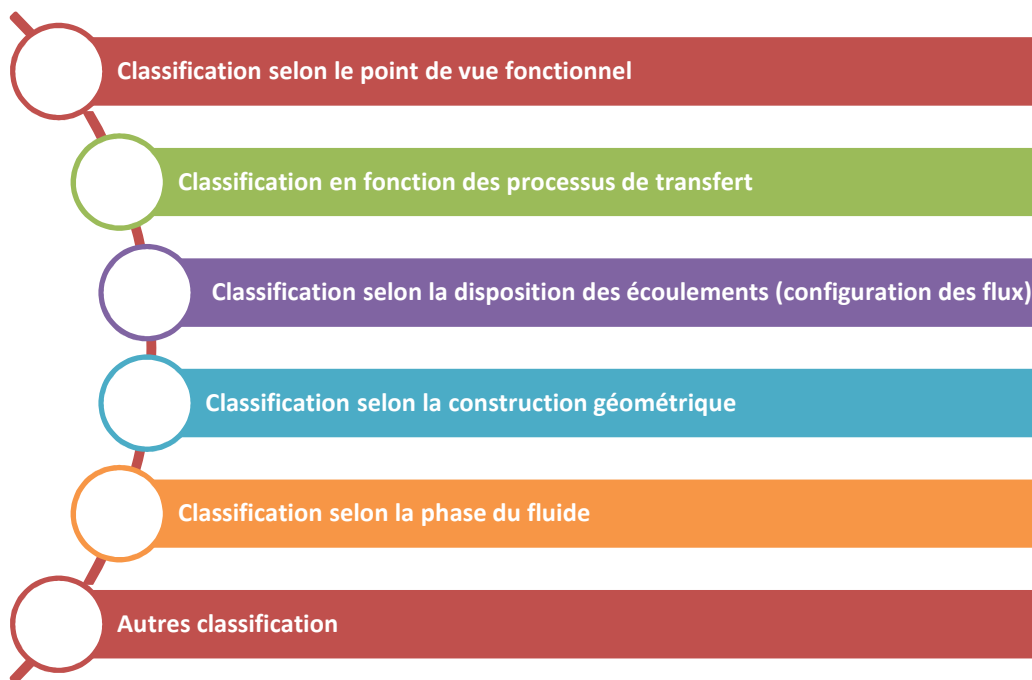 Classification selon le point de vue fonctionnel
Classification en fonction des processus de transfert
Classification selon la disposition des écoulements (configuration des flux)
Classification selon la construction géométrique
Classification selon la phase du fluide
Autres classification